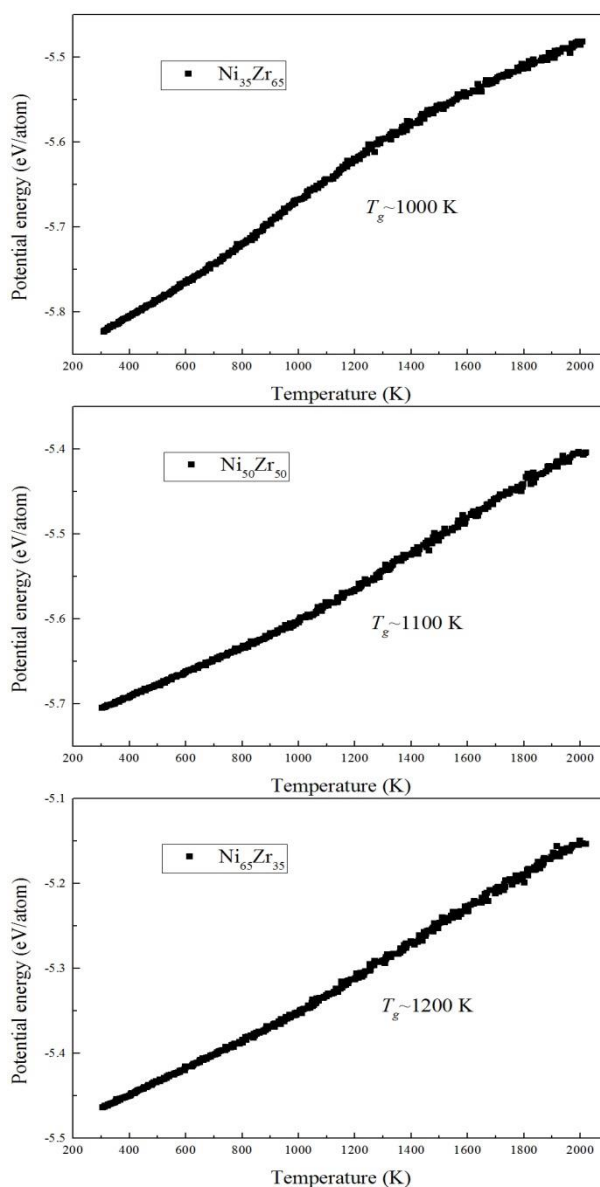 -5.5
-5.6
-5.7
-5.8
Potential energy (eV/atom)
Ni₃₅Zr₆₅
T_g~1000 K
200 400 600 800 1000 1200 1400 1600 1800 2000
Temperature (K)
-5.4
-5.5
-5.6
-5.7
Potential energy (eV/atom)
Ni₅₀Zr₅₀
T_g~1100 K
200 400 600 800 1000 1200 1400 1600 1800 2000
Temperature (K)
-5.1
-5.2
-5.3
-5.4
-5.5
Potential energy (eV/atom)
Ni₆₅Zr₃₅
T_g~1200 K
200 400 600 800 1000 1200 1400 1600 1800 2000
Temperature (K)